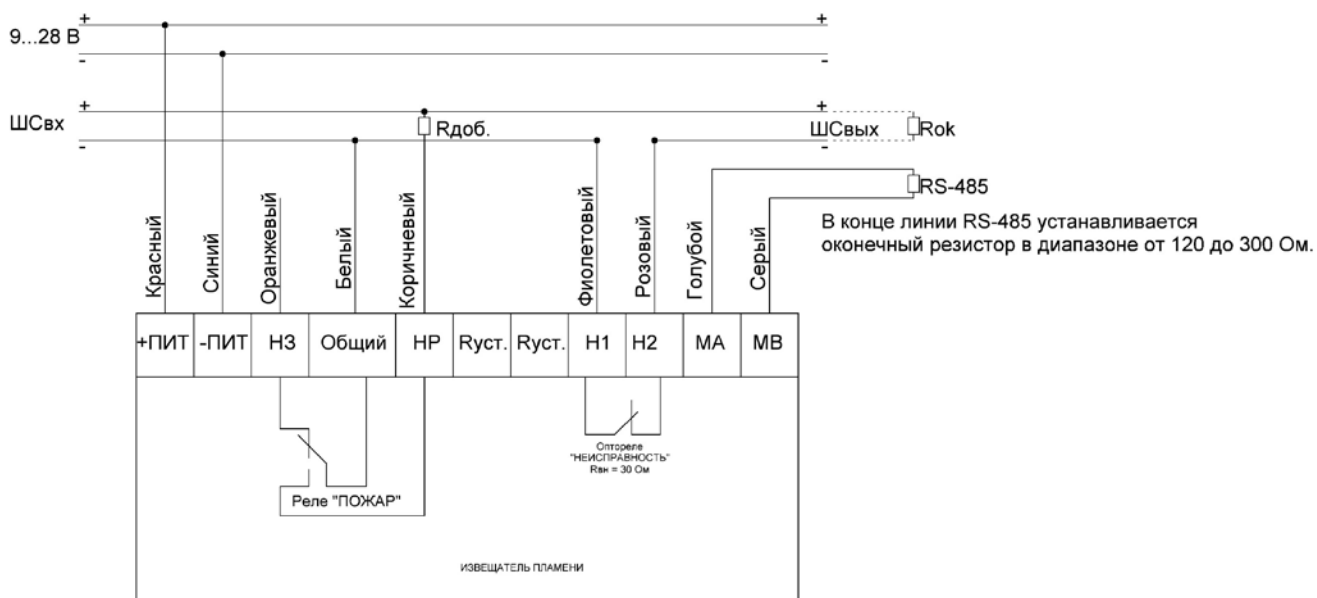 + +
9...28 В
- -
+ +
ШСвх
Rдоб.
ШСвых
Rok
- -
RS-485
В конце линии RS-485 устанавливается
оконечный резистор в диапазоне от 120 до 300 Ом.
Красный
Синий
Оранжевый
Белый
Коричневый
Фиолетовый
Розовый
Голубой
Серый
+ПИТ -ПИТ НЗ Общий НР Rуст. Rуст. Н1 Н2 МА МВ
Оптореле
"НЕИСПРАВНОСТЬ"
Rвн = 30 Ом
Реле "ПОЖАР"
ИЗВЕЩАТЕЛЬ ПЛАМЕНИ